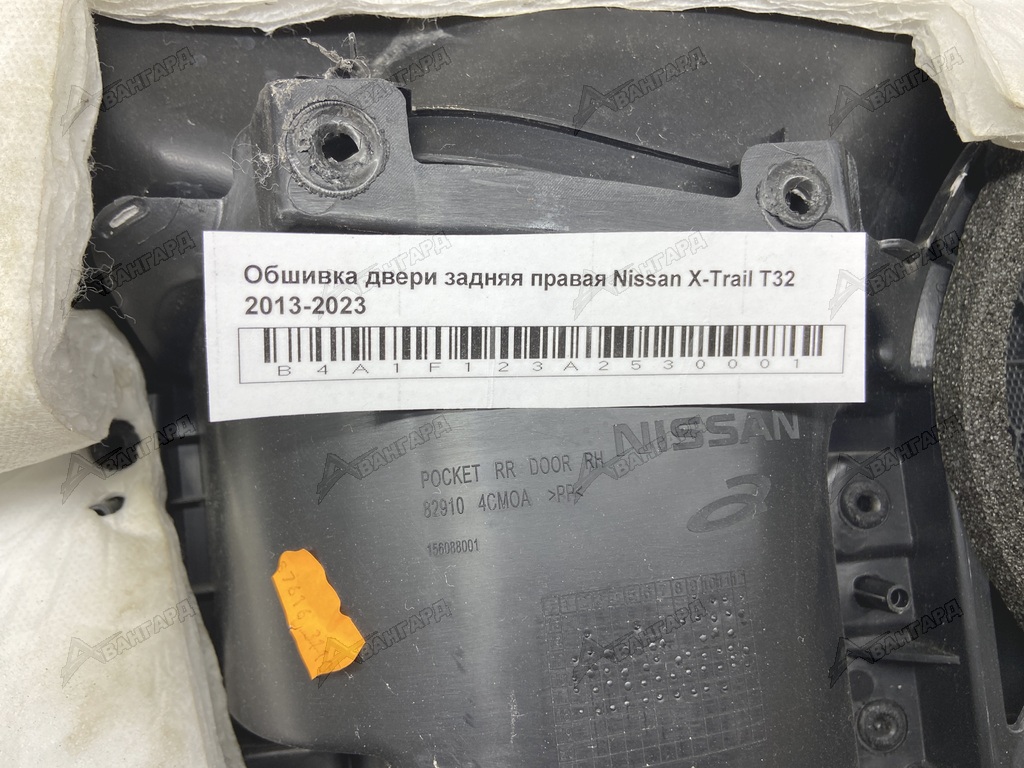 Обшивка двери задняя правая Nissan X-Trail T32
2013-2023
B4A1F123A2530001
NISSAN
POCKET RR DOOR RH
82910 4CM0A >PP<
156088001
АВАНГАРД